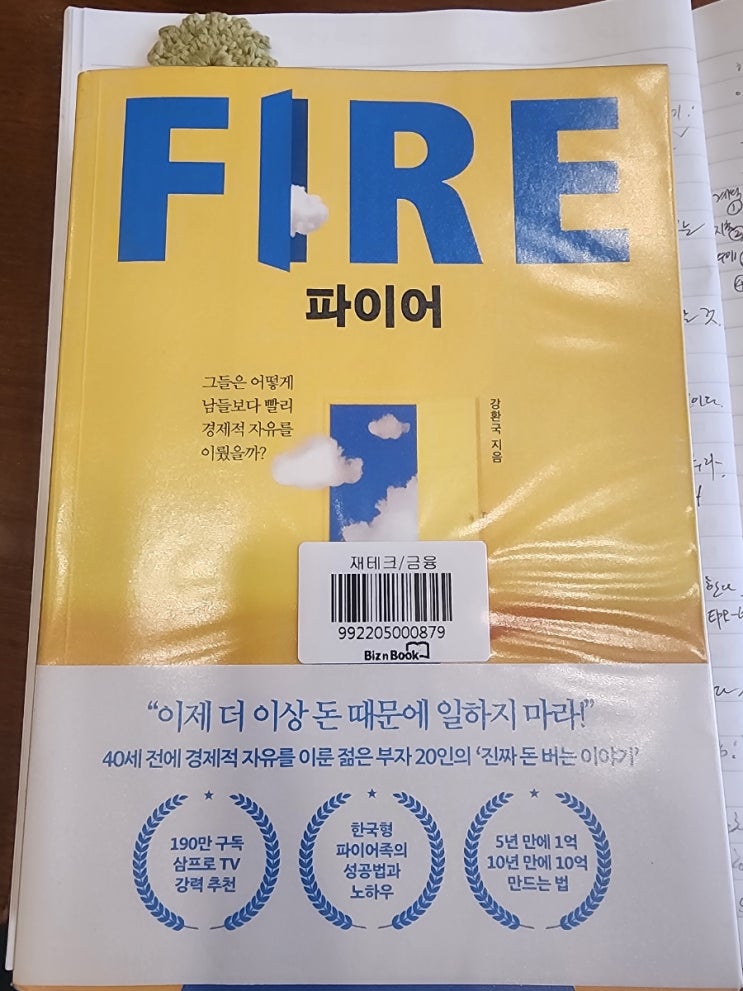 FIRE
파이어
그들은 어떻게
남들보다 빨리
경제적 자유를
이뤘을까?
강환국 지음
재테크/금융
992205000879
BiznBook
“이제 더 이상 돈 때문에 일하지 마라!”
40세 전에 경제적 자유를 이룬 젊은 부자 20인의 ‘진짜 돈 버는 이야기’
190만 구독
삼프로 TV
강력 추천
한국형
파이어족의
성공법과
노하우
5년 만에 1억
10년 만에 10억
만드는 법